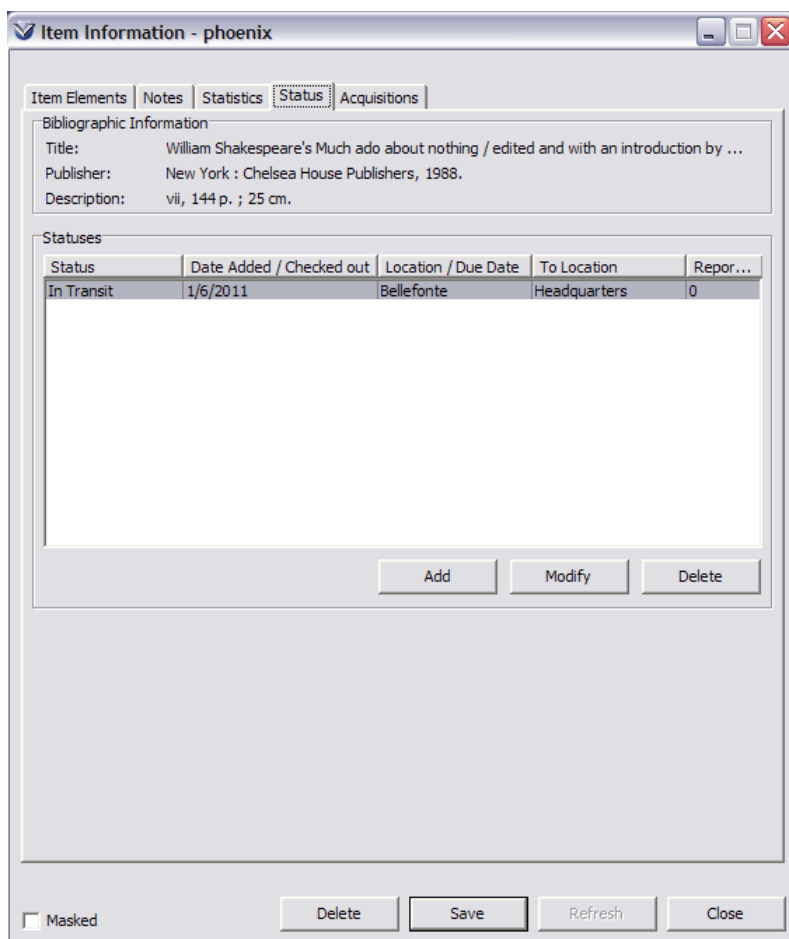 Item Information - phoenix
Item Elements Notes Statistics Status Acquisitions
Bibliographic Information
Title: William Shakespeare's Much ado about nothing / edited and with an introduction by ...
Publisher: New York : Chelsea House Publishers, 1988.
Description: vii, 144 p. ; 25 cm.
Statuses
Status Date Added / Checked out Location / Due Date To Location Repor...
In Transit 1/6/2011 Bellefonte Headquarters 0
Add Modify Delete
Masked Delete Save Refresh Close